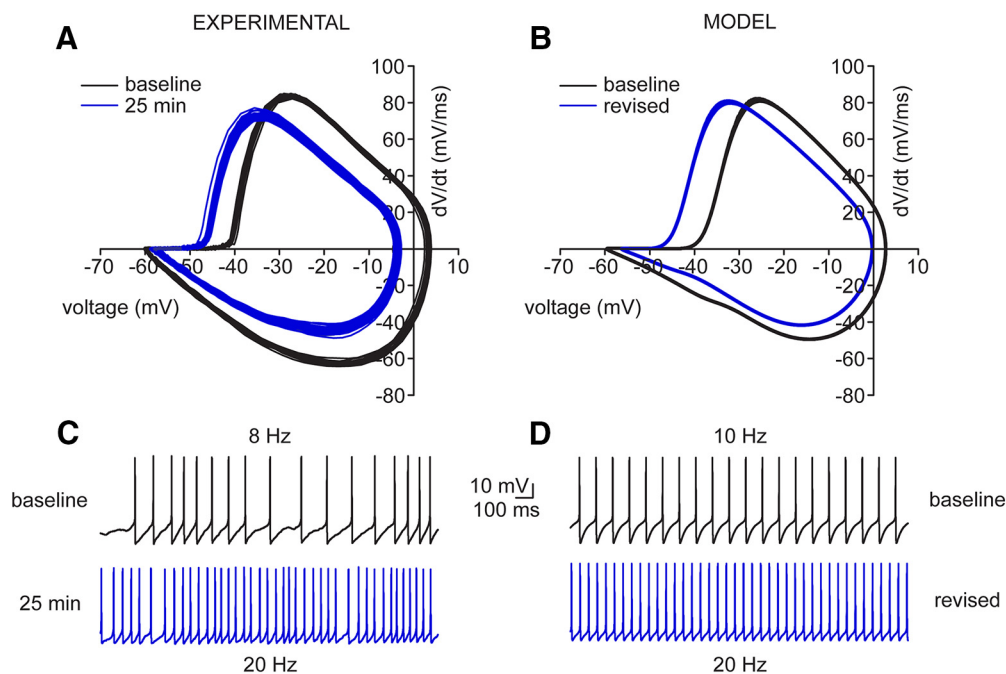 EXPERIMENTAL
MODEL
A
B
baseline
25 min
100
80
60
40
20
-20
-40
-60
-80
dV/dt (mV/ms)
-70 -60 -50 -40 -30 -20 -10 10
voltage (mV)
baseline
revised
100
80
60
40
20
-20
-40
-60
-80
dV/dt (mV/ms)
-70 -60 -50 -40 -30 -20 -10 10
voltage (mV)
C
8 Hz
baseline
25 min
20 Hz
10 mV
100 ms
D
10 Hz
baseline
revised
20 Hz